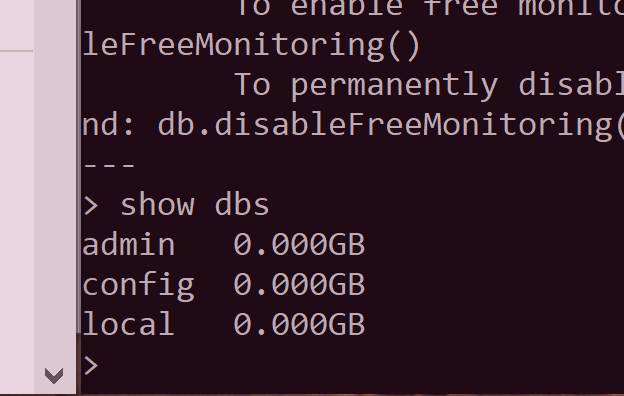 To enable free monito
leFreeMonitoring()
To permanently disabl
nd: db.disableFreeMonitoring(
---
> show dbs
admin   0.000GB
config  0.000GB
local   0.000GB
>